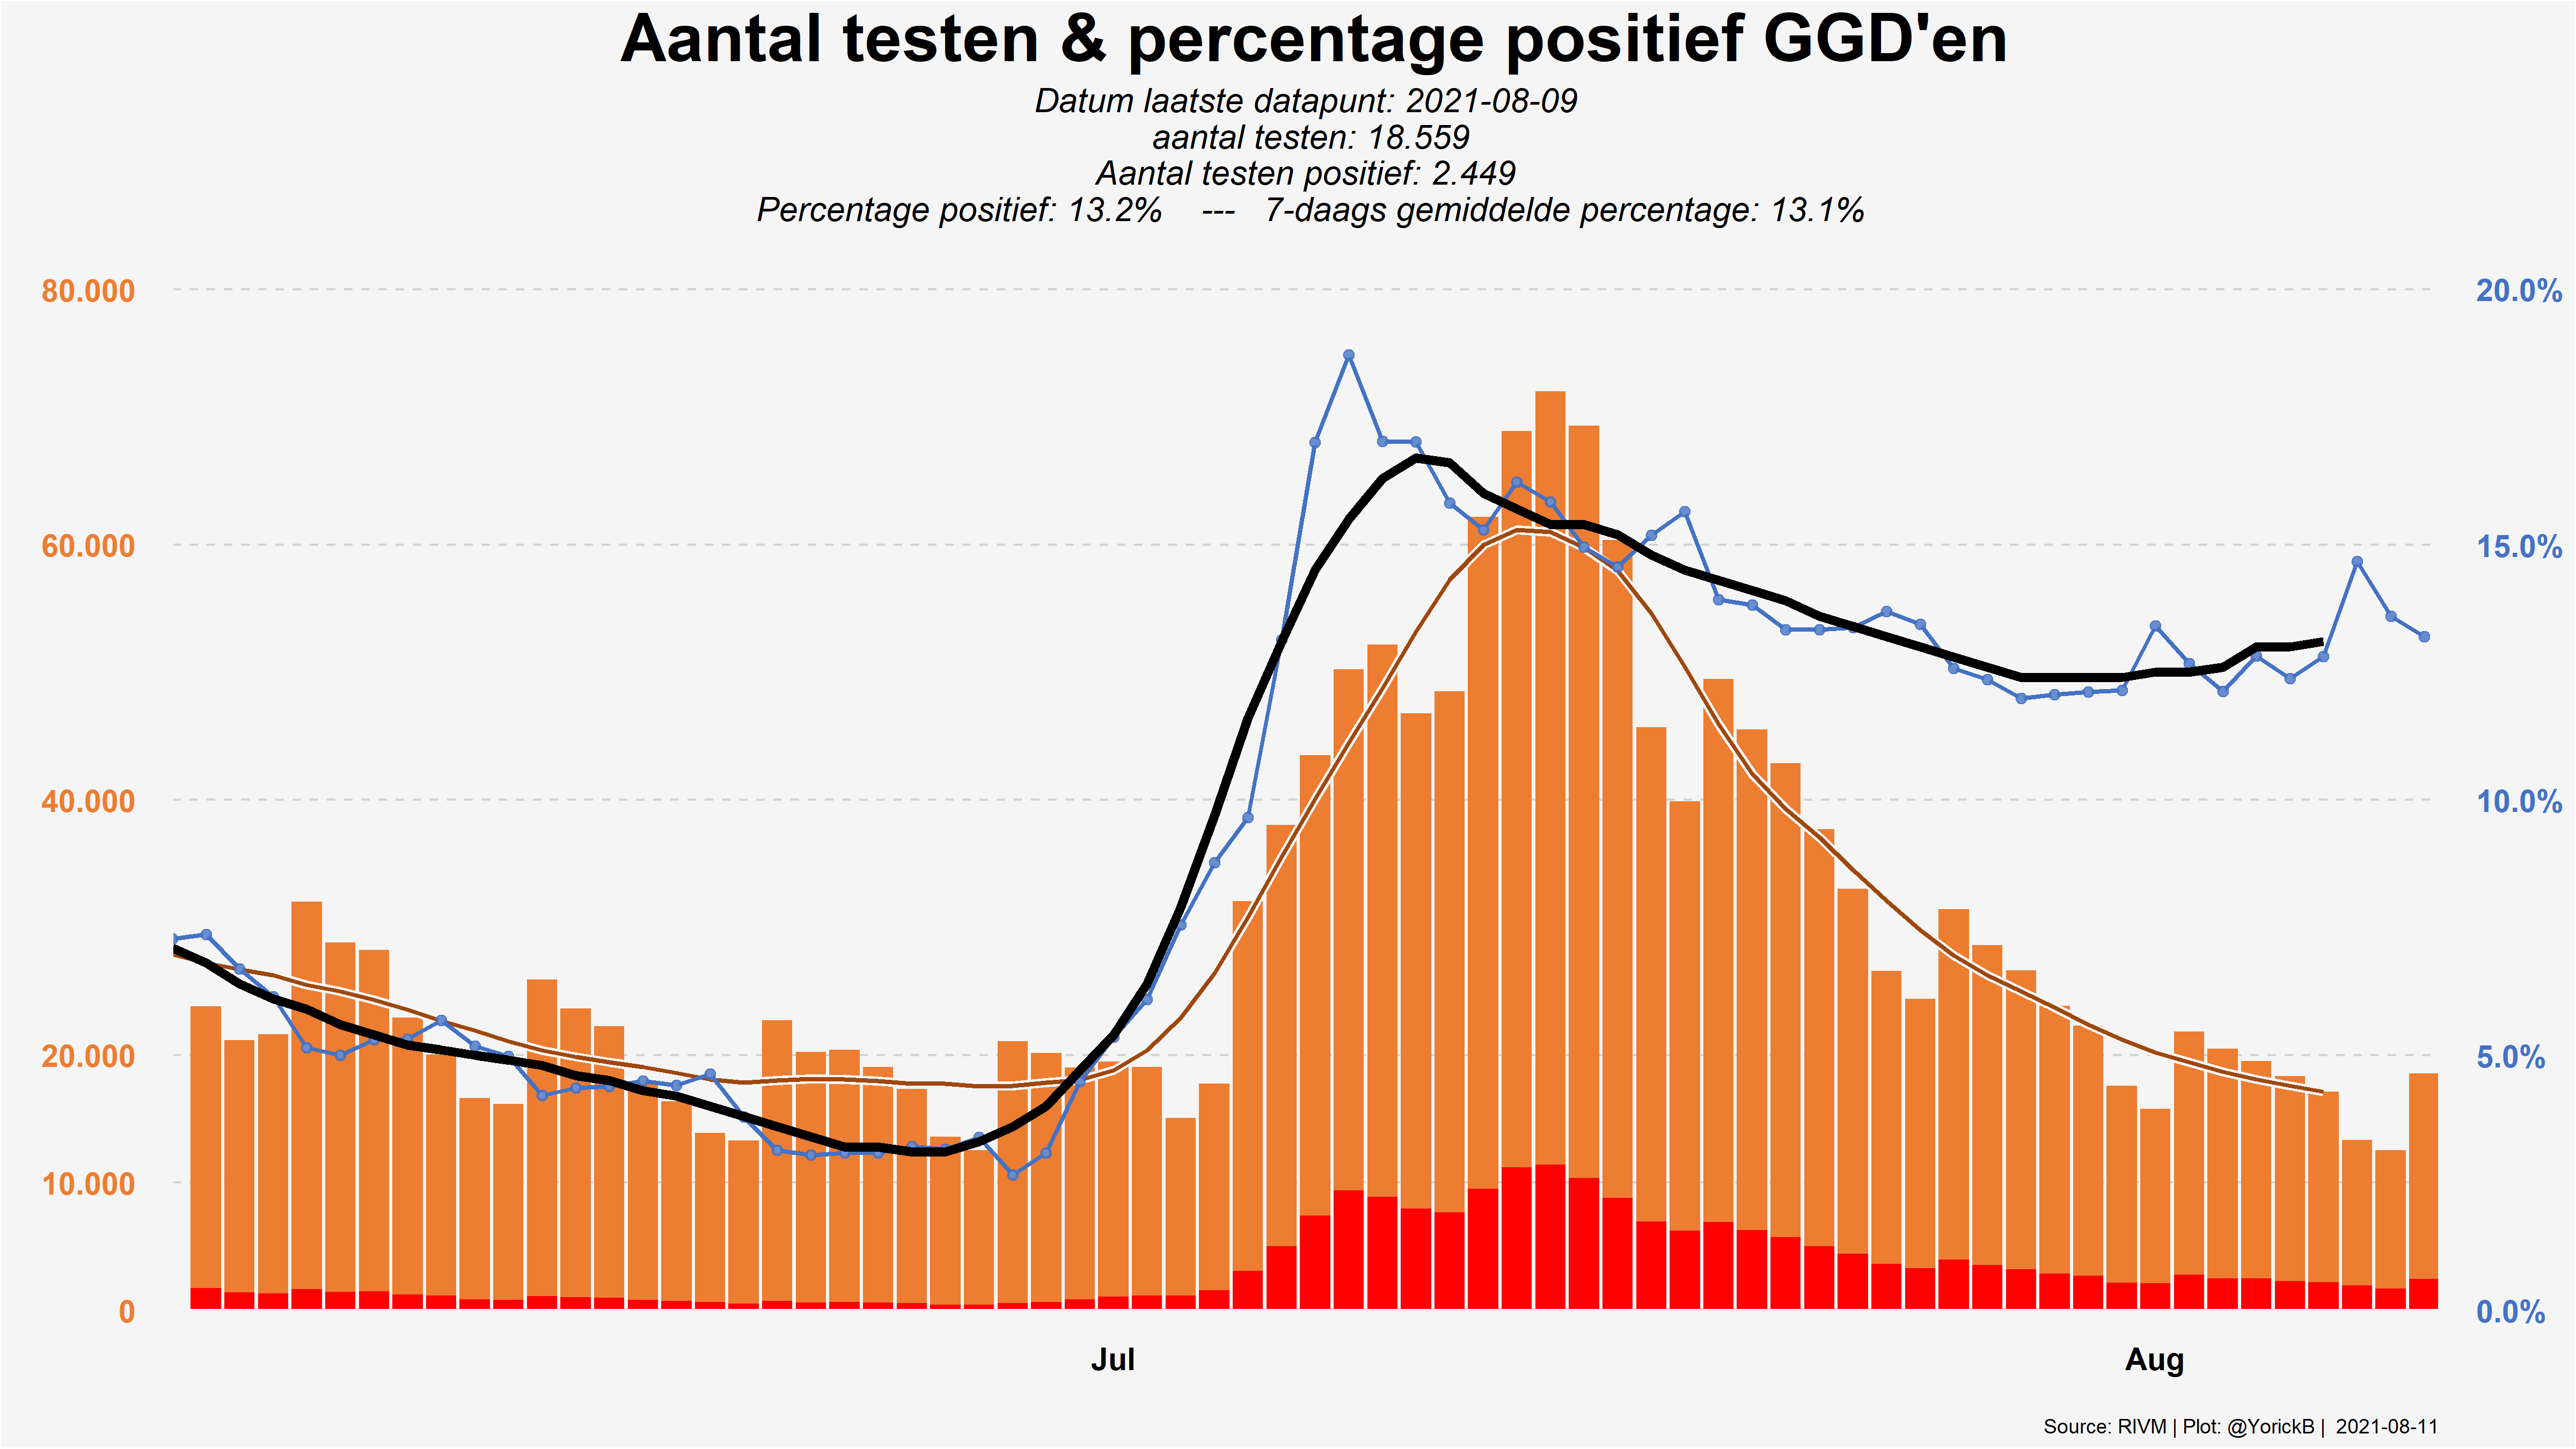 Aantal testen & percentage positief GGD'en
Datum laatste datapunt: 2021-08-09
aantal testen: 18.559
Aantal testen positief: 2.449
Percentage positief: 13.2% --- 7-daags gemiddelde percentage: 13.1%
80.000
20.0%
60.000
15.0%
40.000
10.0%
20.000
5.0%
10.000
0
0.0%
Jul
Aug
Source: RIVM | Plot: @YorickB | 2021-08-11